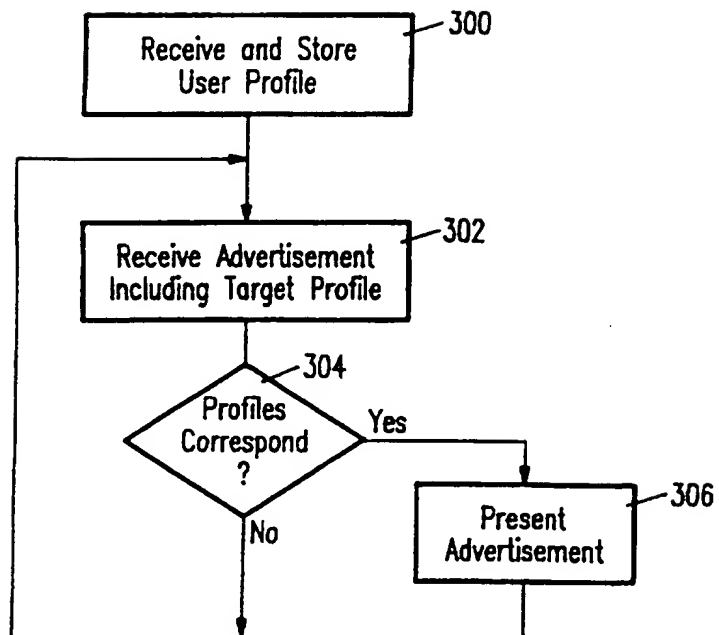 300
Receive and Store
User Profile
302
Receive Advertisement
Including Target Profile
304
Profiles
Correspond
?
Yes
No
306
Present
Advertisement